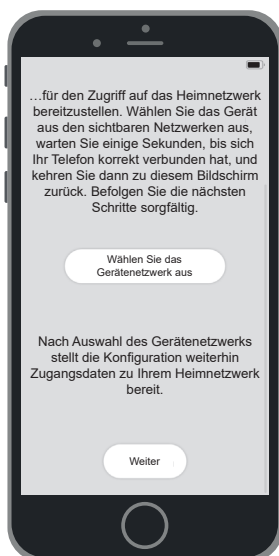 …für den Zugriff auf das Heimnetzwerk
bereitzustellen. Wählen Sie das Gerät
aus den sichtbaren Netzwerken aus,
warten Sie einige Sekunden, bis sich
Ihr Telefon korrekt verbunden hat, und
kehren Sie dann zu diesem Bildschirm
zurück. Befolgen Sie die nächsten
Schritte sorgfältig.
Wählen Sie das
Gerätenetzwerk aus
Nach Auswahl des Gerätenetzwerks
stellt die Konfiguration weiterhin
Zugangsdaten zu Ihrem Heimnetzwerk
bereit.
Weiter